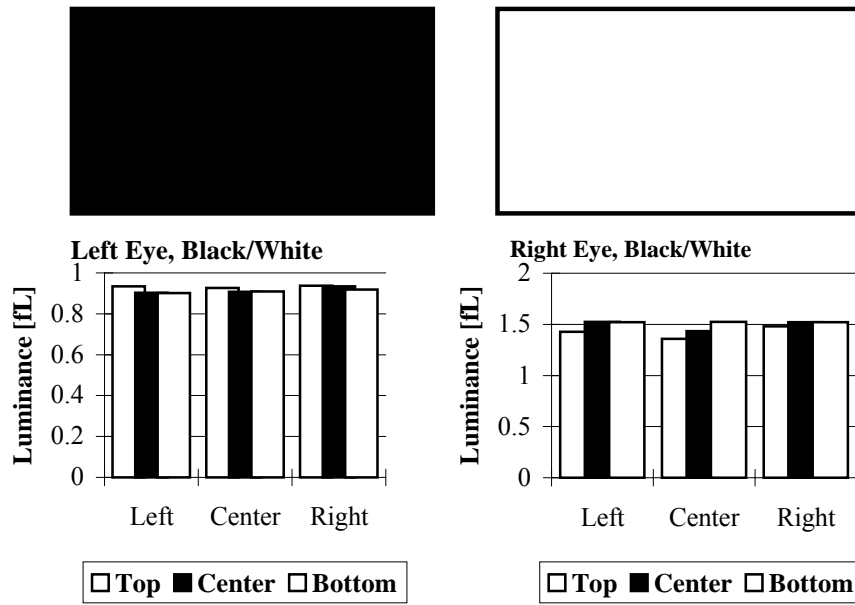 Left Eye, Black/White
Luminance [fL]
1
0.8
0.6
0.4
0.2
0
Left Center Right
Top Center Bottom
Right Eye, Black/White
Luminance [fL]
2
1.5
1
0.5
0
Left Center Right
Top Center Bottom